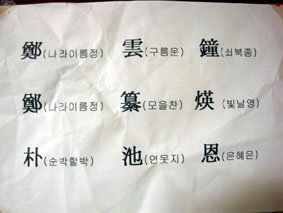 鄭(나라이름정) 雲(구름운) 鐘(쇠북종)
鄭(나라이름정) 纂(모을찬) 煐(빛날영)
朴(순박할박) 池(연못지) 恩(은혜은)